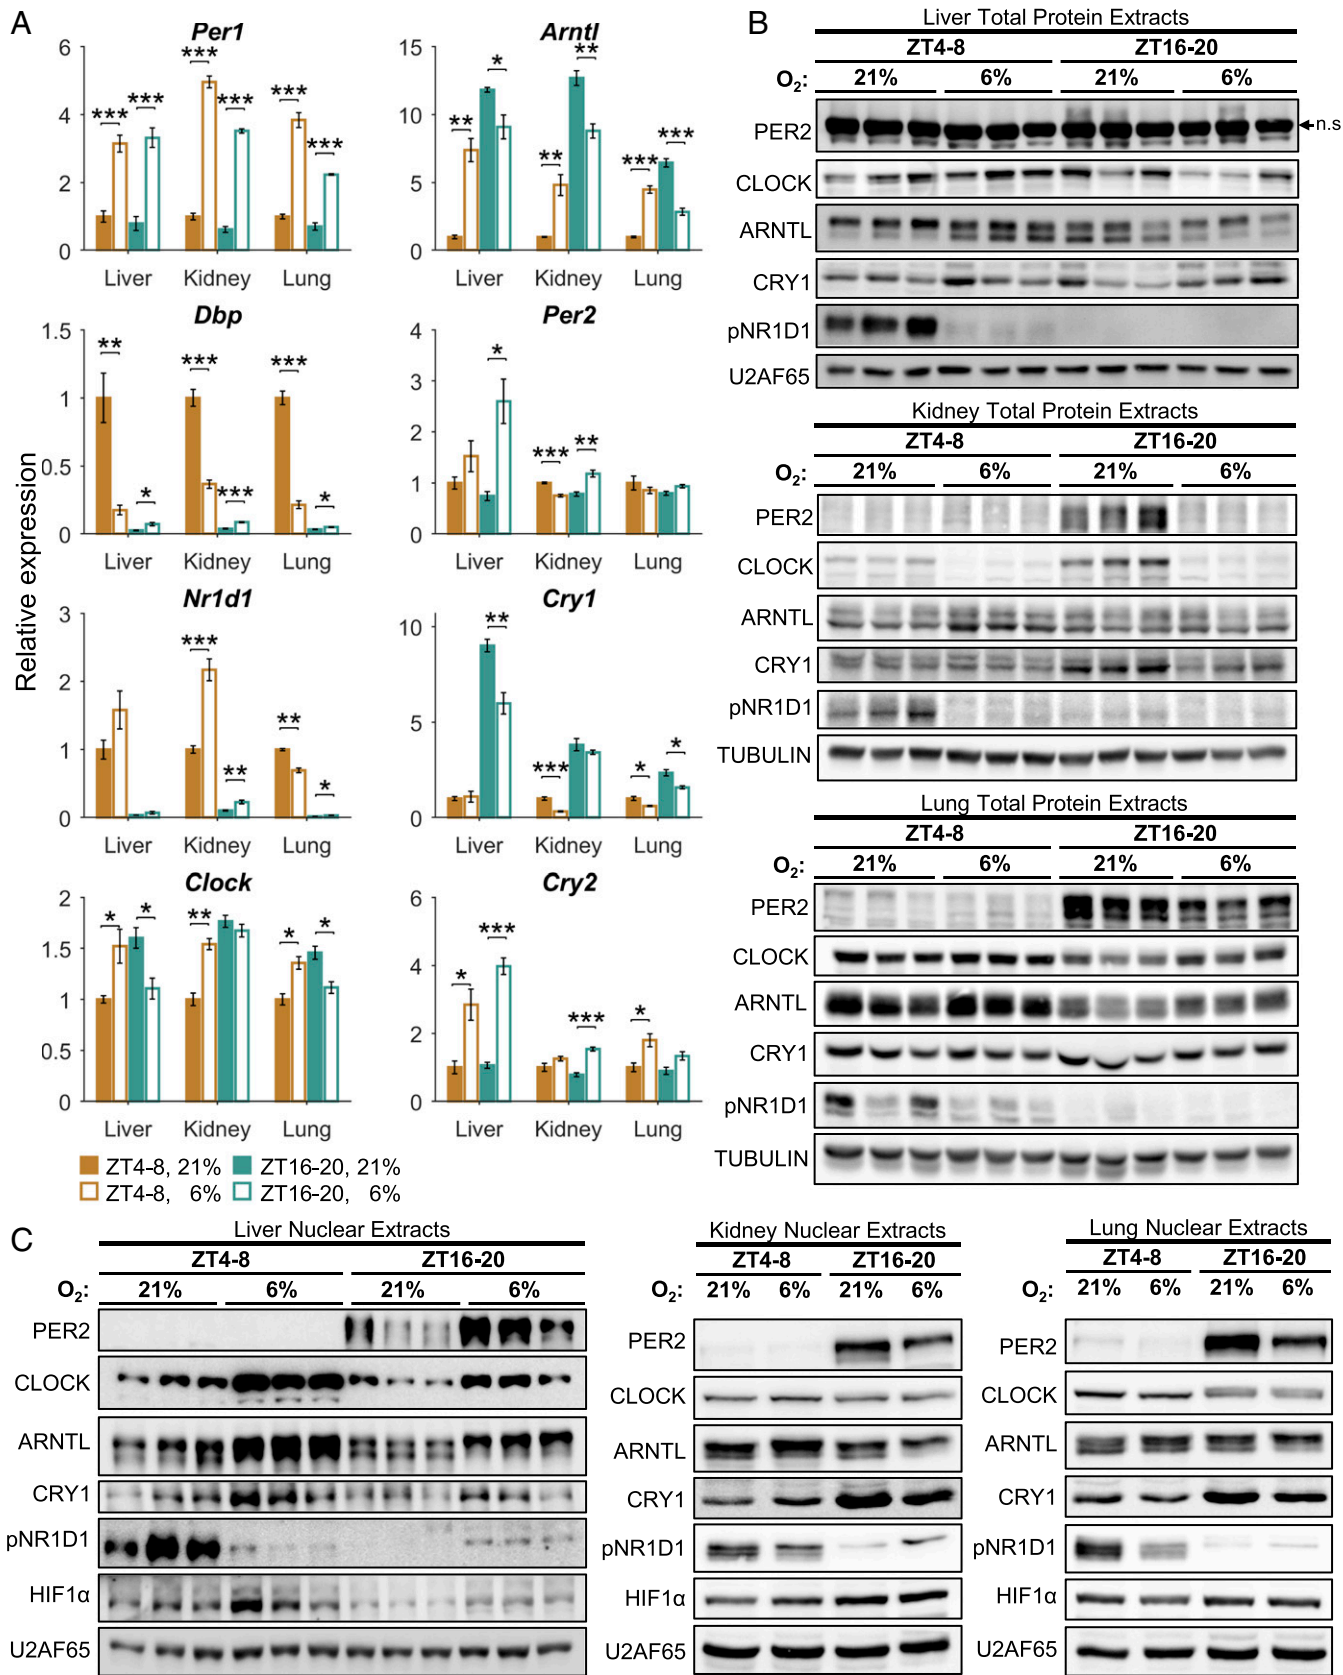 A
Per1
Arntl
6
4
2
0
*** *** *** *** *** ***
Liver Kidney Lung
15
10
5
0
** * ** ** *** ***
Liver Kidney Lung
Dbp
Per2
1.5
1
0.5
0
** * *** *** *** *
Liver Kidney Lung
4
3
2
1
0
* *** **
Liver Kidney Lung
Relative expression
Nr1d1
Cry1
3
2
1
0
*** ** ** *
Liver Kidney Lung
10
5
0
** *** * *
Liver Kidney Lung
Clock
Cry2
2
1.5
1
0.5
0
* * ** * *
Liver Kidney Lung
6
4
2
0
* *** *** *
Liver Kidney Lung
ZT4-8, 21% ZT16-20, 21%
ZT4-8, 6% ZT16-20, 6%
B
Liver Total Protein Extracts
ZT4-8 ZT16-20
O2: 21% 6% 21% 6%
PER2 n.s
CLOCK
ARNTL
CRY1
pNR1D1
U2AF65
Kidney Total Protein Extracts
ZT4-8 ZT16-20
O2: 21% 6% 21% 6%
PER2
CLOCK
ARNTL
CRY1
pNR1D1
TUBULIN
Lung Total Protein Extracts
ZT4-8 ZT16-20
O2: 21% 6% 21% 6%
PER2
CLOCK
ARNTL
CRY1
pNR1D1
TUBULIN
C
Liver Nuclear Extracts
ZT4-8 ZT16-20
O2: 21% 6% 21% 6%
PER2
CLOCK
ARNTL
CRY1
pNR1D1
HIF1α
U2AF65
Kidney Nuclear Extracts
ZT4-8 ZT16-20
21% 6% 21% 6%
PER2
CLOCK
ARNTL
CRY1
pNR1D1
HIF1α
U2AF65
Lung Nuclear Extracts
ZT4-8 ZT16-20
O2: 21% 6% 21% 6%
PER2
CLOCK
ARNTL
CRY1
pNR1D1
HIF1α
U2AF65